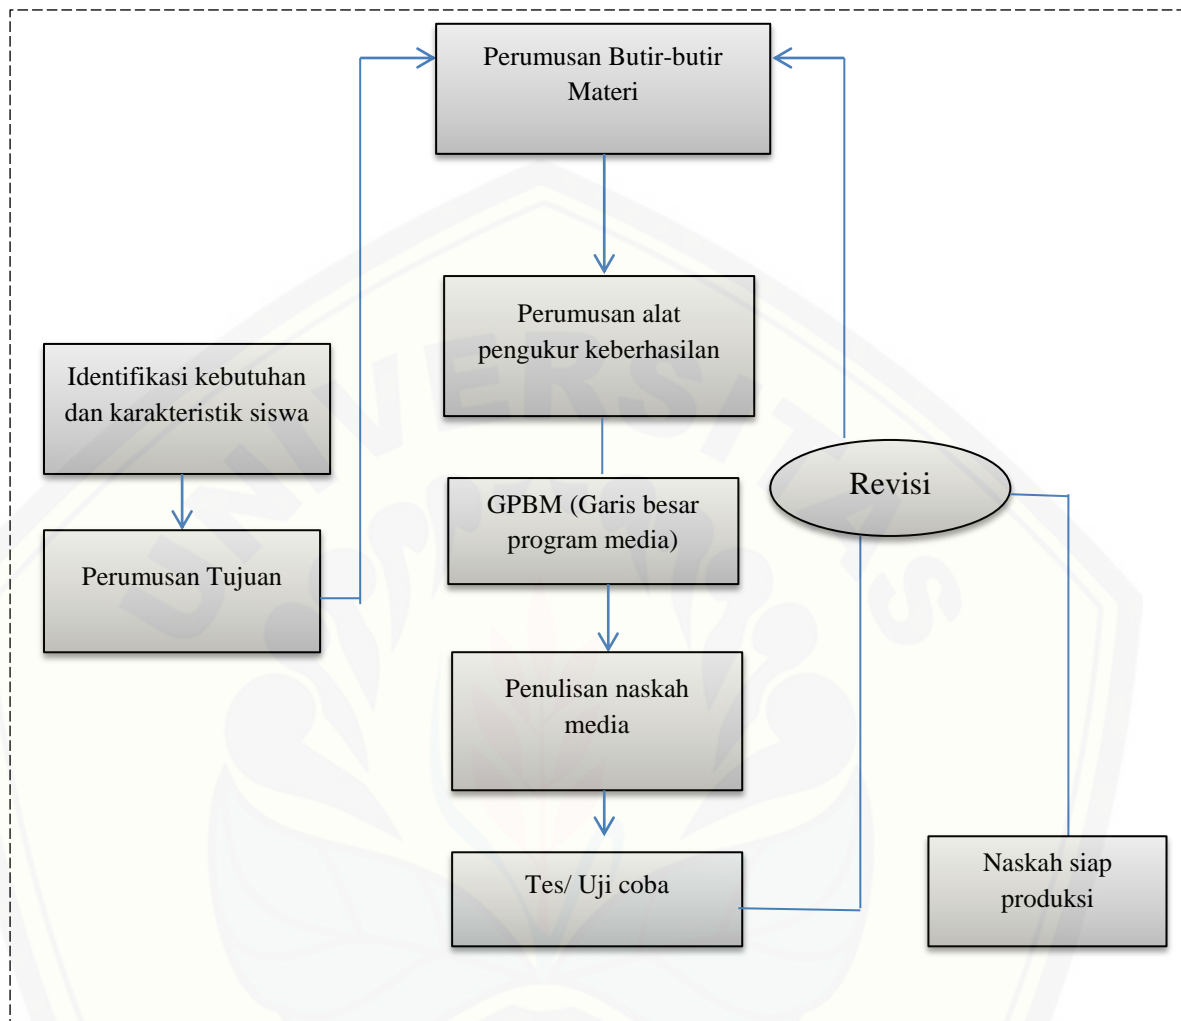 Perumusan Butir-butir
Materi
Perumusan alat
pengukur keberhasilan
Identifikasi kebutuhan
dan karakteristik siswa
Revisi
GPBM (Garis besar
program media)
Perumusan Tujuan
Penulisan naskah
media
Tes/ Uji coba
Naskah siap
produksi
UNIVERSITAS